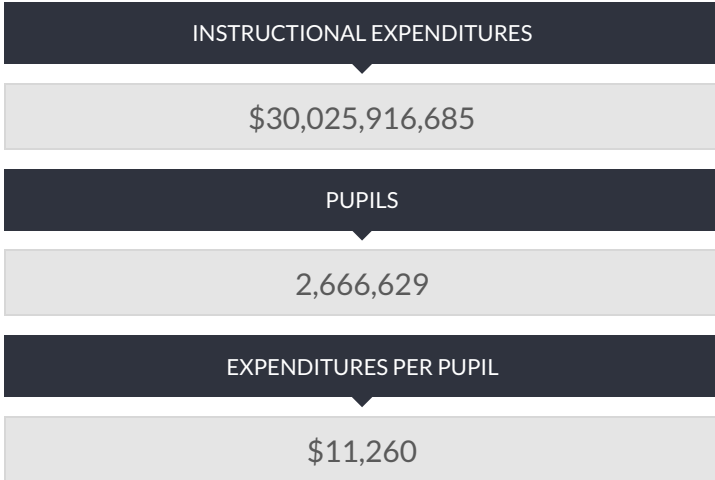 INSTRUCTIONAL EXPENDITURES
$30,025,916,685
PUPILS
2,666,629
EXPENDITURES PER PUPIL
$11,260